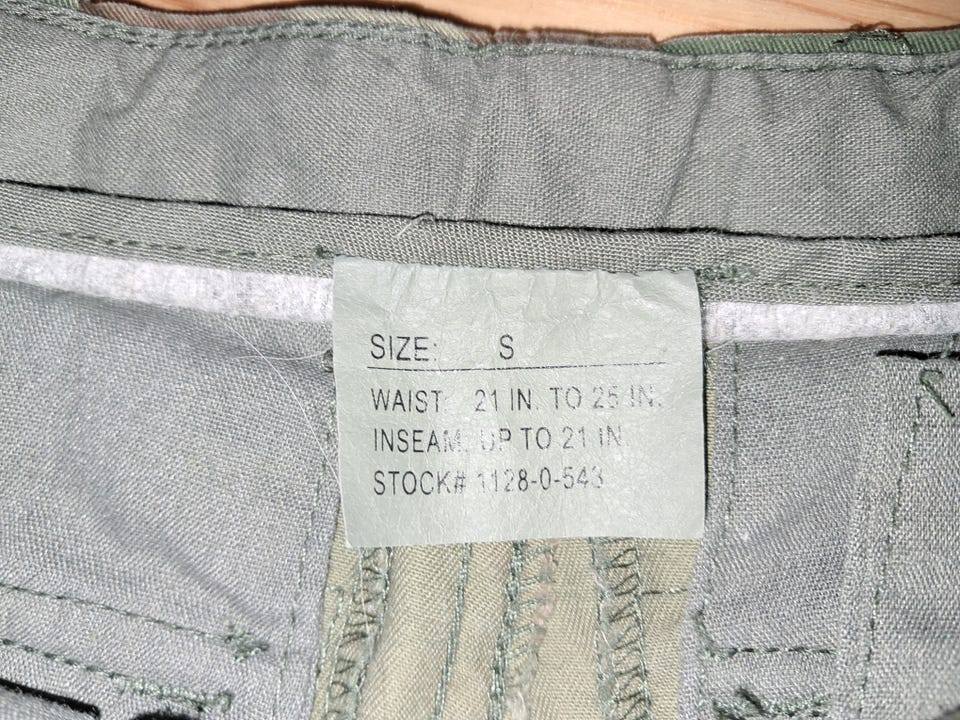 SIZE: S
WAIST: 21 IN. TO 25 IN.
INSEAM: UP TO 21 IN.
STOCK# 1128-0-543